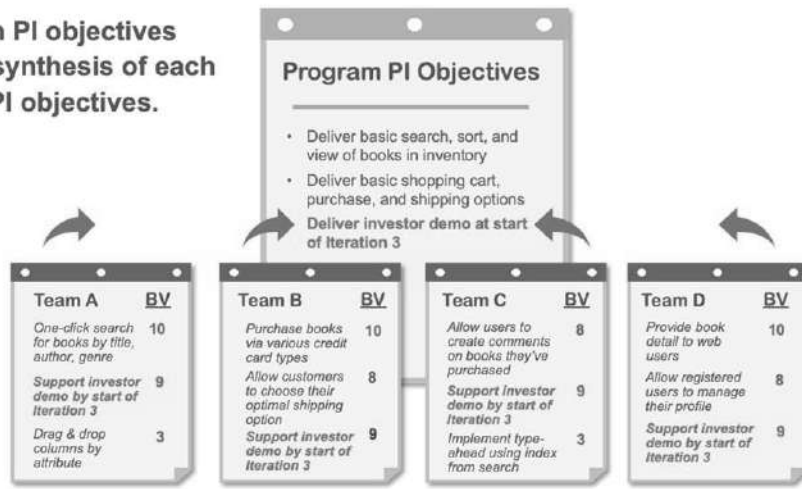 PI objectives
synthesis of each
PI objectives.
Program PI Objectives
• Deliver basic search, sort, and
view of books in inventory
• Deliver basic shopping cart,
purchase, and shipping options
Deliver investor demo at start
of Iteration 3
Team A BV
One-click search 10
for books by title,
author, genre
Support investor 9
demo by start of
Iteration 3
Drag & drop 3
columns by
attribute
Team B BV
Purchase books 10
via various credit
card types
Allow customers 8
to choose their
optimal shipping
option
Support investor 9
demo by start of
Iteration 3
Team C BV
Allow users to 8
create comments
on books they've
purchased
Support investor 9
demo by start of
Iteration 3
Implement type- 3
ahead using index
from search
Team D BV
Provide book 10
detail to web
users
Allow registered 8
users to manage
their profile
Support investor 9
demo by start of
Iteration 3